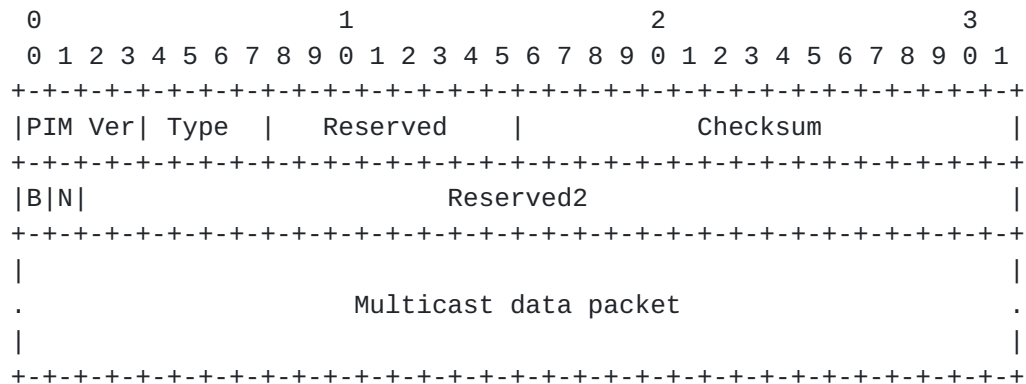 0                   1                   2                   3
 0 1 2 3 4 5 6 7 8 9 0 1 2 3 4 5 6 7 8 9 0 1 2 3 4 5 6 7 8 9 0 1
+-+-+-+-+-+-+-+-+-+-+-+-+-+-+-+-+-+-+-+-+-+-+-+-+-+-+-+-+-+-+-+-+
|PIM Ver| Type  |   Reserved    |           Checksum            |
+-+-+-+-+-+-+-+-+-+-+-+-+-+-+-+-+-+-+-+-+-+-+-+-+-+-+-+-+-+-+-+-+
|B|N|                       Reserved2                           |
+-+-+-+-+-+-+-+-+-+-+-+-+-+-+-+-+-+-+-+-+-+-+-+-+-+-+-+-+-+-+-+-+
|                                                               |
.                     Multicast data packet                     .
|                                                               |
+-+-+-+-+-+-+-+-+-+-+-+-+-+-+-+-+-+-+-+-+-+-+-+-+-+-+-+-+-+-+-+-+